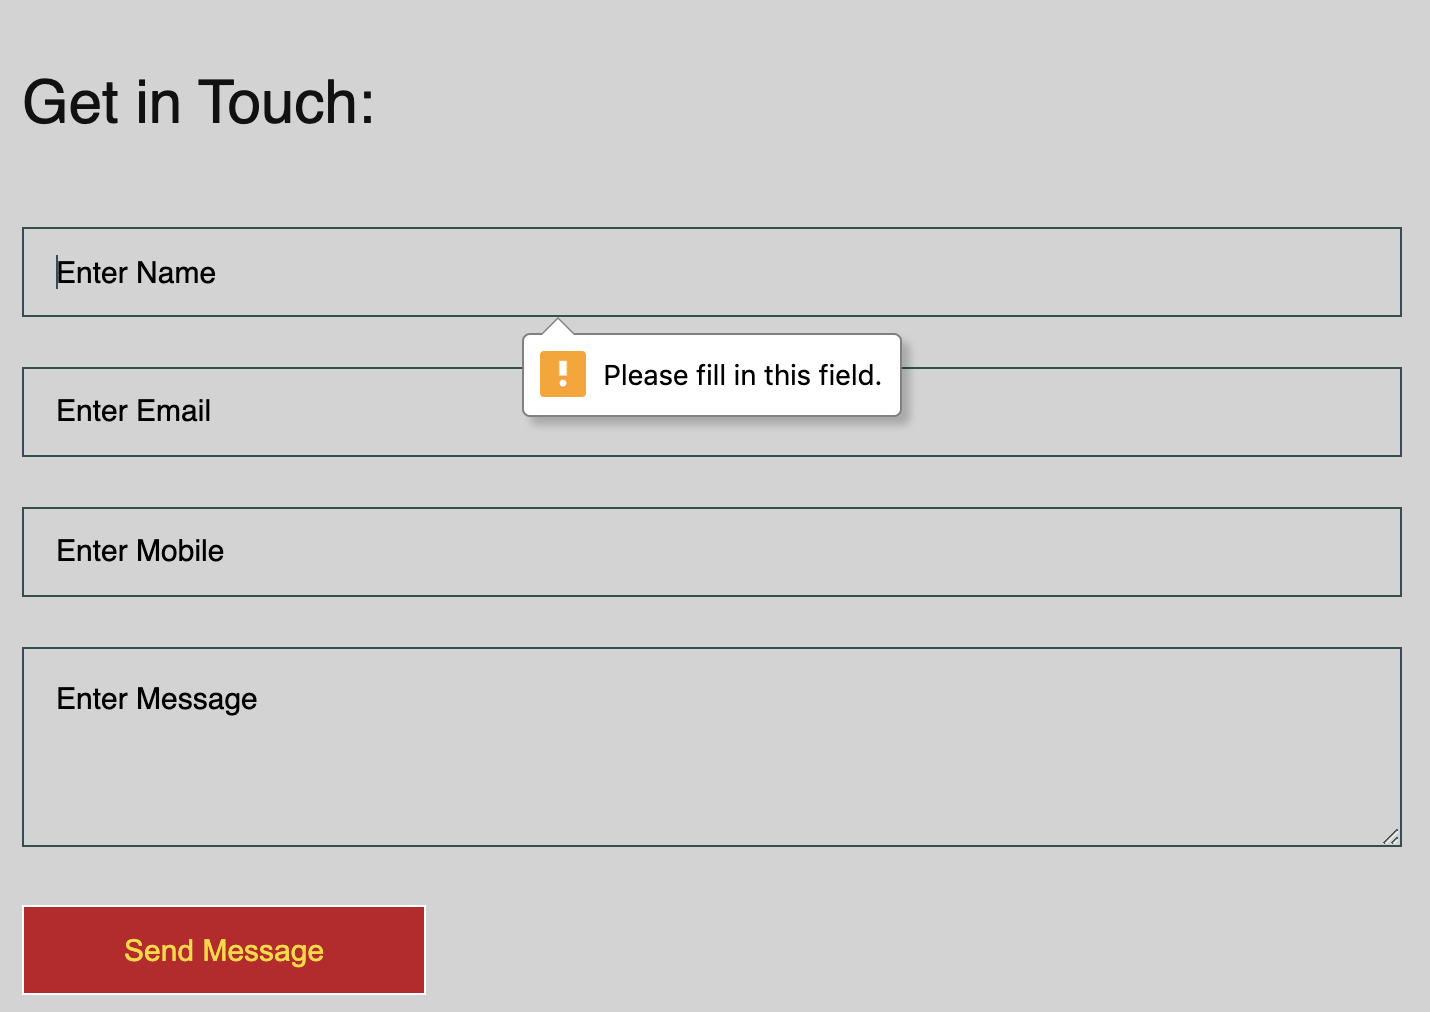 Get in Touch:
Enter Name
Please fill in this field.
Enter Email
Enter Mobile
Enter Message
Send Message